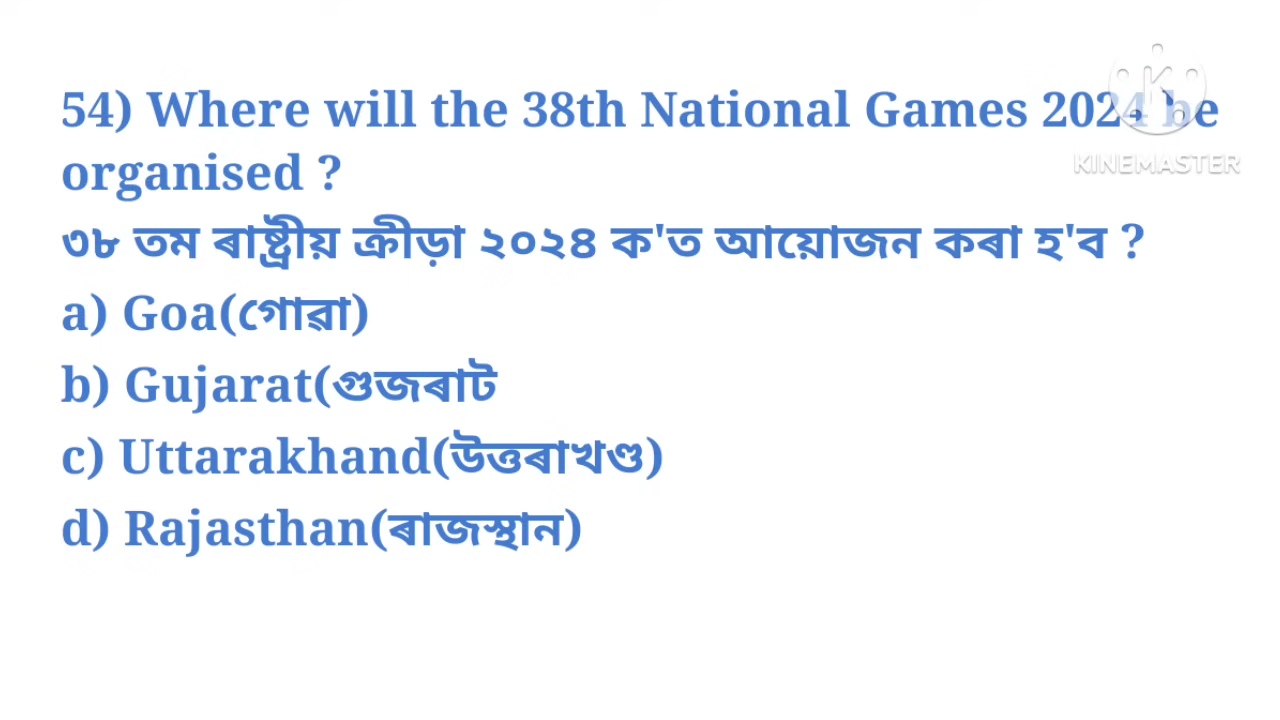 54) Where will the 38th National Games 2024 be
organised ?
৩৮ তম ৰাষ্ট্ৰীয় ক্ৰীড়া ২০২৪ ক'ত আয়োজন কৰা হ'ব ?
a) Goa(গোৱা)
b) Gujarat(গুজৰাট
c) Uttarakhand(উত্তৰাখণ্ড)
d) Rajasthan(ৰাজস্থান)
KINEMASTER